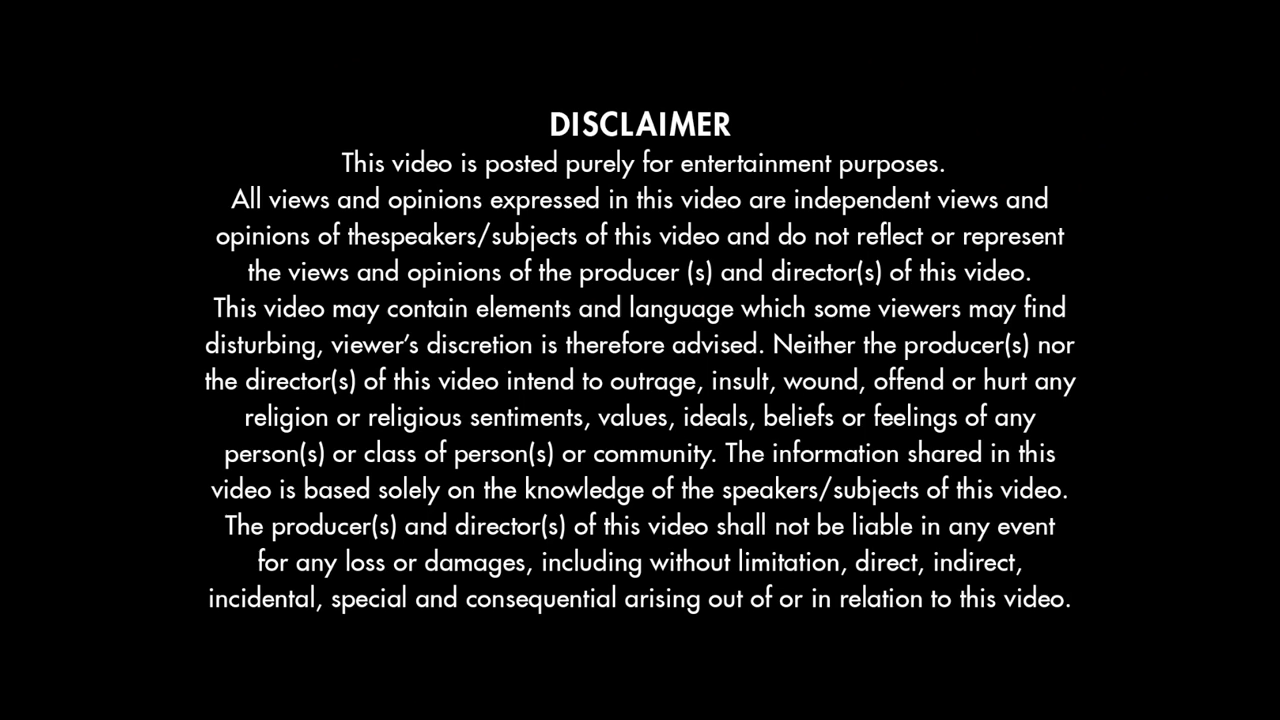 DISCLAIMER
This video is posted purely for entertainment purposes.
All views and opinions expressed in this video are independent views and
opinions of thespeakers/subjects of this video and do not reflect or represent
the views and opinions of the producer (s) and director(s) of this video.
This video may contain elements and language which some viewers may find
disturbing, viewer’s discretion is therefore advised. Neither the producer(s) nor
the director(s) of this video intend to outrage, insult, wound, offend or hurt any
religion or religious sentiments, values, ideals, beliefs or feelings of any
person(s) or class of person(s) or community. The information shared in this
video is based solely on the knowledge of the speakers/subjects of this video.
The producer(s) and director(s) of this video shall not be liable in any event
for any loss or damages, including without limitation, direct, indirect,
incidental, special and consequential arising out of or in relation to this video.